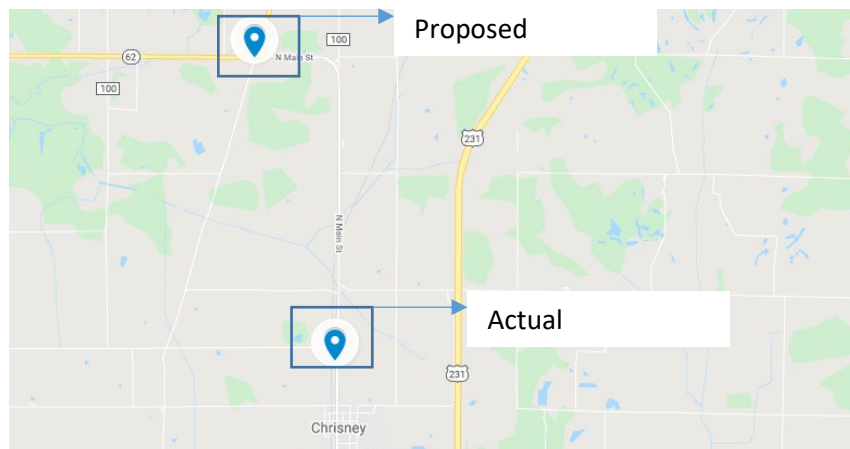 Proposed
62
N Main St
100
100
231
N Main St
Actual
231
Chrisney